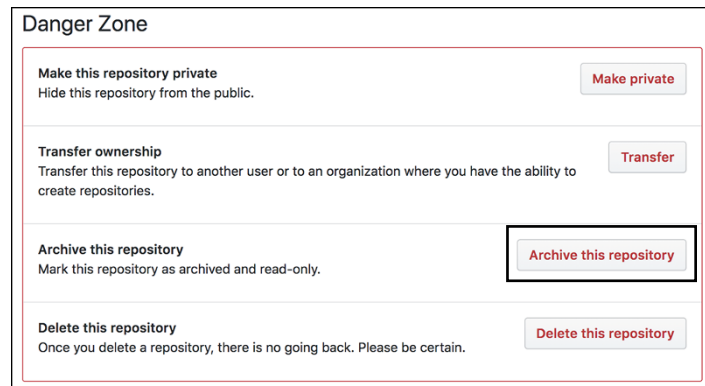 Danger Zone
Make this repository private
Hide this repository from the public.
Make private
Transfer ownership
Transfer this repository to another user or to an organization where you have the ability to
create repositories.
Transfer
Archive this repository
Mark this repository as archived and read-only.
Archive this repository
Delete this repository
Once you delete a repository, there is no going back. Please be certain.
Delete this repository